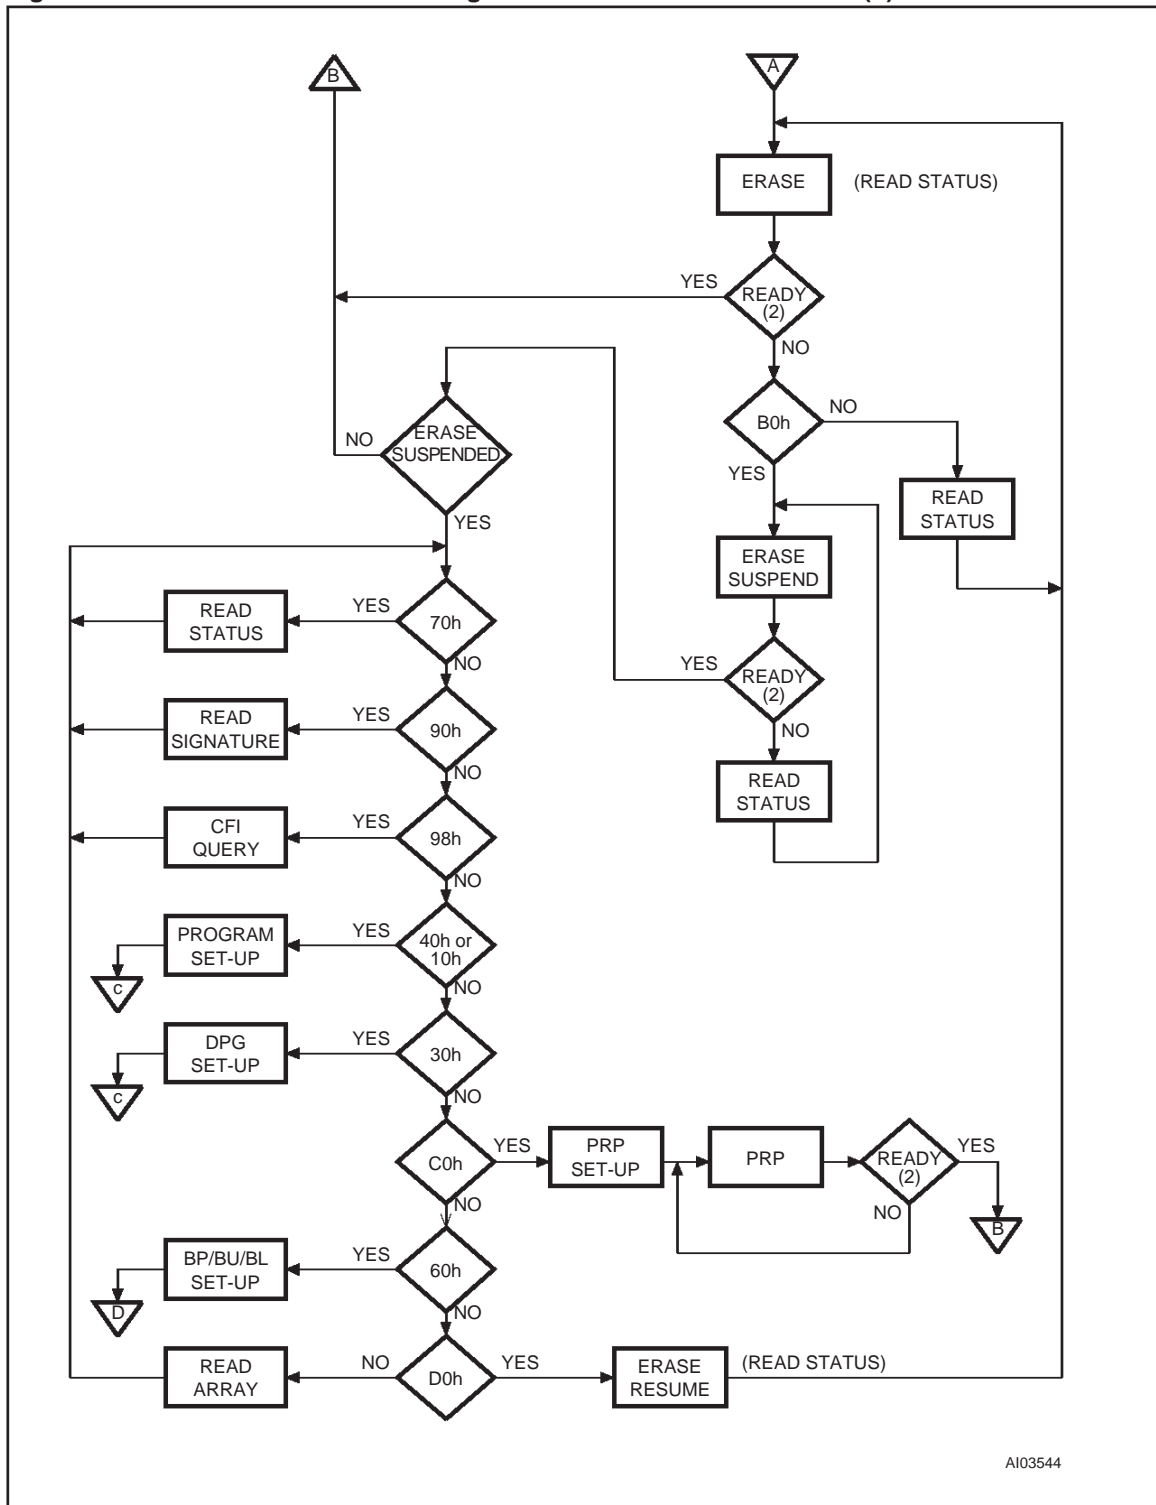 B
A
ERASE
(READ STATUS)
YES
READY
(2)
NO
B0h
NO
YES
ERASE
SUSPENDED
NO
YES
READ
STATUS
ERASE
SUSPEND
READ
STATUS
YES
70h
NO
YES
READY
(2)
NO
READ
SIGNATURE
YES
90h
NO
READ
STATUS
CFI
QUERY
YES
98h
NO
PROGRAM
SET-UP
YES
40h or
10h
NO
c
DPG
SET-UP
YES
30h
NO
c
C0h
YES
NO
PRP
SET-UP
PRP
READY
(2)
YES
NO
B
BP/BU/BL
SET-UP
YES
60h
NO
D
READ
ARRAY
NO
D0h
YES
ERASE
RESUME
(READ STATUS)
AI03544